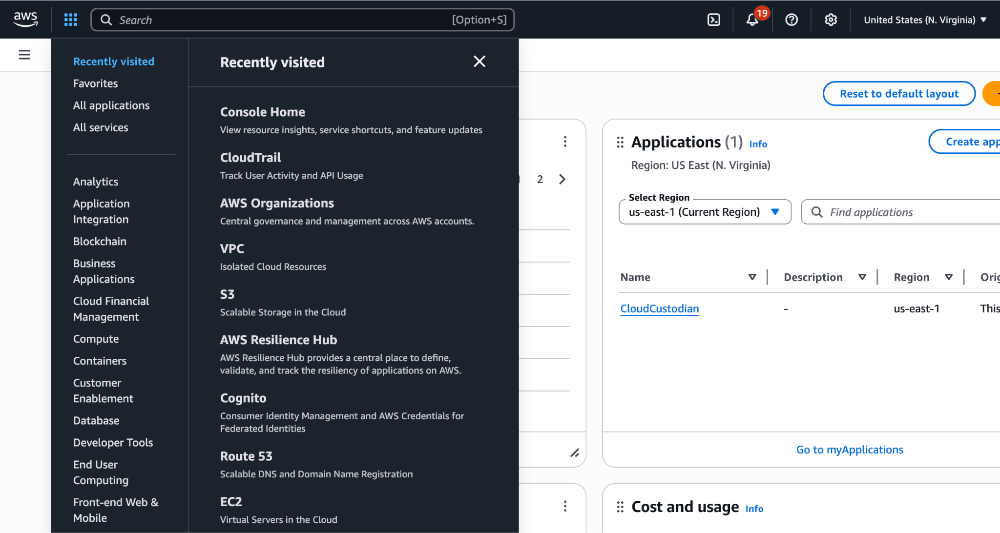 aws
Search
[Option+S]
19
United States (N. Virginia)
Recently visited
Favorites
All applications
All services
Analytics
Application
Integration
Blockchain
Business
Applications
Cloud Financial
Management
Compute
Containers
Customer
Enablement
Database
Developer Tools
End User
Computing
Front-end Web &
Mobile
Recently visited
Console Home
View resource insights, service shortcuts, and feature updates
CloudTrail
Track User Activity and API Usage
AWS Organizations
Central governance and management across AWS accounts.
VPC
Isolated Cloud Resources
S3
Scalable Storage in the Cloud
AWS Resilience Hub
AWS Resilience Hub provides a central place to define,
validate, and track the resiliency of applications on AWS.
Cognito
Consumer Identity Management and AWS Credentials for
Federated Identities
Route 53
Scalable DNS and Domain Name Registration
EC2
Virtual Servers in the Cloud
2
Reset to default layout
Applications (1) Info
Create app
Region: US East (N. Virginia)
Select Region
us-east-1 (Current Region)
Find applications
Name Description Region Orig
CloudCustodian - us-east-1 This
Go to myApplications
Cost and usage Info